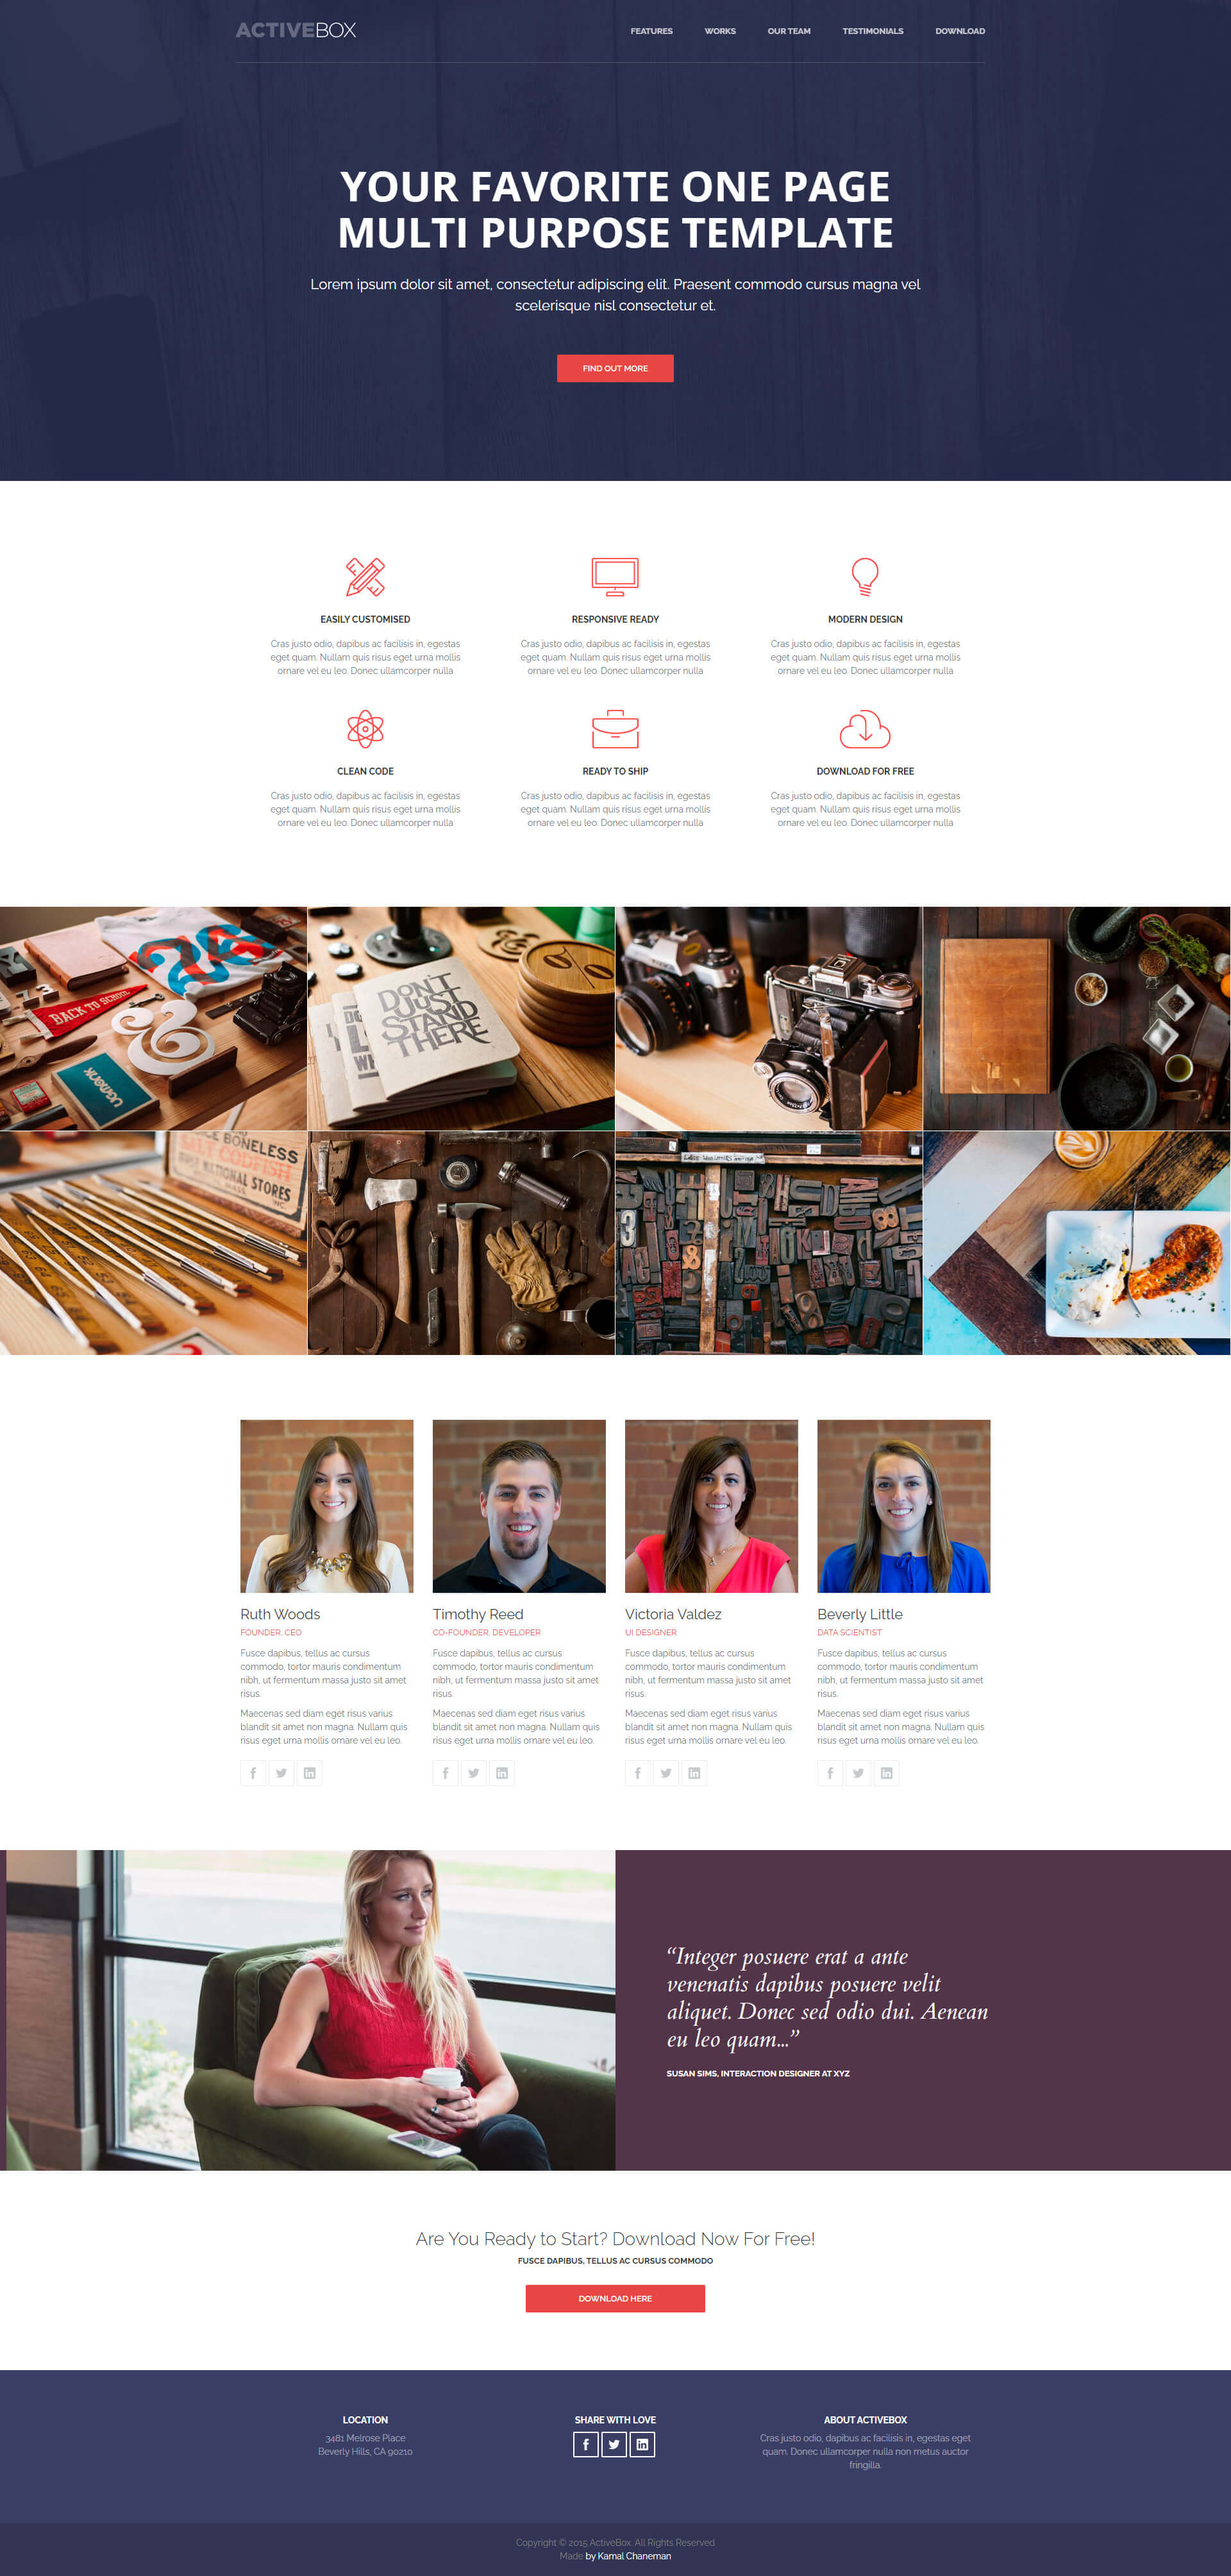 ACTIVEBOX
FEATURES WORKS OUR TEAM TESTIMONIALS DOWNLOAD
YOUR FAVORITE ONE PAGE
MULTI PURPOSE TEMPLATE
Lorem ipsum dolor sit amet, consectetur adipiscing elit. Praesent commodo cursus magna vel
scelerisque nisl consectetur et.
FIND OUT MORE
EASILY CUSTOMISED
Cras justo odio, dapibus ac facilisis in, egestas
eget quam. Nullam quis risus eget urna mollis
ornare vel eu leo. Donec ullamcorper nulla
RESPONSIVE READY
Cras justo odio, dapibus ac facilisis in, egestas
eget quam. Nullam quis risus eget urna mollis
ornare vel eu leo. Donec ullamcorper nulla
MODERN DESIGN
Cras justo odio, dapibus ac facilisis in, egestas
eget quam. Nullam quis risus eget urna mollis
ornare vel eu leo. Donec ullamcorper nulla
CLEAN CODE
Cras justo odio, dapibus ac facilisis in, egestas
eget quam. Nullam quis risus eget urna mollis
ornare vel eu leo. Donec ullamcorper nulla
READY TO SHIP
Cras justo odio, dapibus ac facilisis in, egestas
eget quam. Nullam quis risus eget urna mollis
ornare vel eu leo. Donec ullamcorper nulla
DOWNLOAD FOR FREE
Cras justo odio, dapibus ac facilisis in, egestas
eget quam. Nullam quis risus eget urna mollis
ornare vel eu leo. Donec ullamcorper nulla
BACK TO SCHOOL
&
DON'T
JUST
STAND
THERE
BONELESS
NATIONAL STORES
Ruth Woods
FOUNDER, CEO
Fusce dapibus, tellus ac cursus
commodo, tortor mauris condimentum
nibh, ut fermentum massa justo sit amet
risus.
Maecenas sed diam eget risus varius
blandit sit amet non magna. Nullam quis
risus eget urna mollis ornare vel eu leo.
Timothy Reed
CO-FOUNDER, DEVELOPER
Fusce dapibus, tellus ac cursus
commodo, tortor mauris condimentum
nibh, ut fermentum massa justo sit amet
risus.
Maecenas sed diam eget risus varius
blandit sit amet non magna. Nullam quis
risus eget urna mollis ornare vel eu leo.
Victoria Valdez
UI DESIGNER
Fusce dapibus, tellus ac cursus
commodo, tortor mauris condimentum
nibh, ut fermentum massa justo sit amet
risus.
Maecenas sed diam eget risus varius
blandit sit amet non magna. Nullam quis
risus eget urna mollis ornare vel eu leo.
Beverly Little
DATA SCIENTIST
Fusce dapibus, tellus ac cursus
commodo, tortor mauris condimentum
nibh, ut fermentum massa justo sit amet
risus.
Maecenas sed diam eget risus varius
blandit sit amet non magna. Nullam quis
risus eget urna mollis ornare vel eu leo.
“Integer posuere erat a ante
venenatis dapibus posuere velit
aliquet. Donec sed odio dui. Aenean
eu leo quam...”
SUSAN SIMS, INTERACTION DESIGNER AT XYZ
Are You Ready to Start? Download Now For Free!
FUSCE DAPIBUS, TELLUS AC CURSUS COMMODO
DOWNLOAD HERE
LOCATION
3481 Melrose Place
Beverly Hills, CA 90210
SHARE WITH LOVE
ABOUT ACTIVEBOX
Cras justo odio, dapibus ac facilisis in, egestas eget
quam. Donec ullamcorper nulla non metus auctor
fringilla.
Copyright © 2015 ActiveBox. All Rights Reserved
Made by Kamal Chaneman